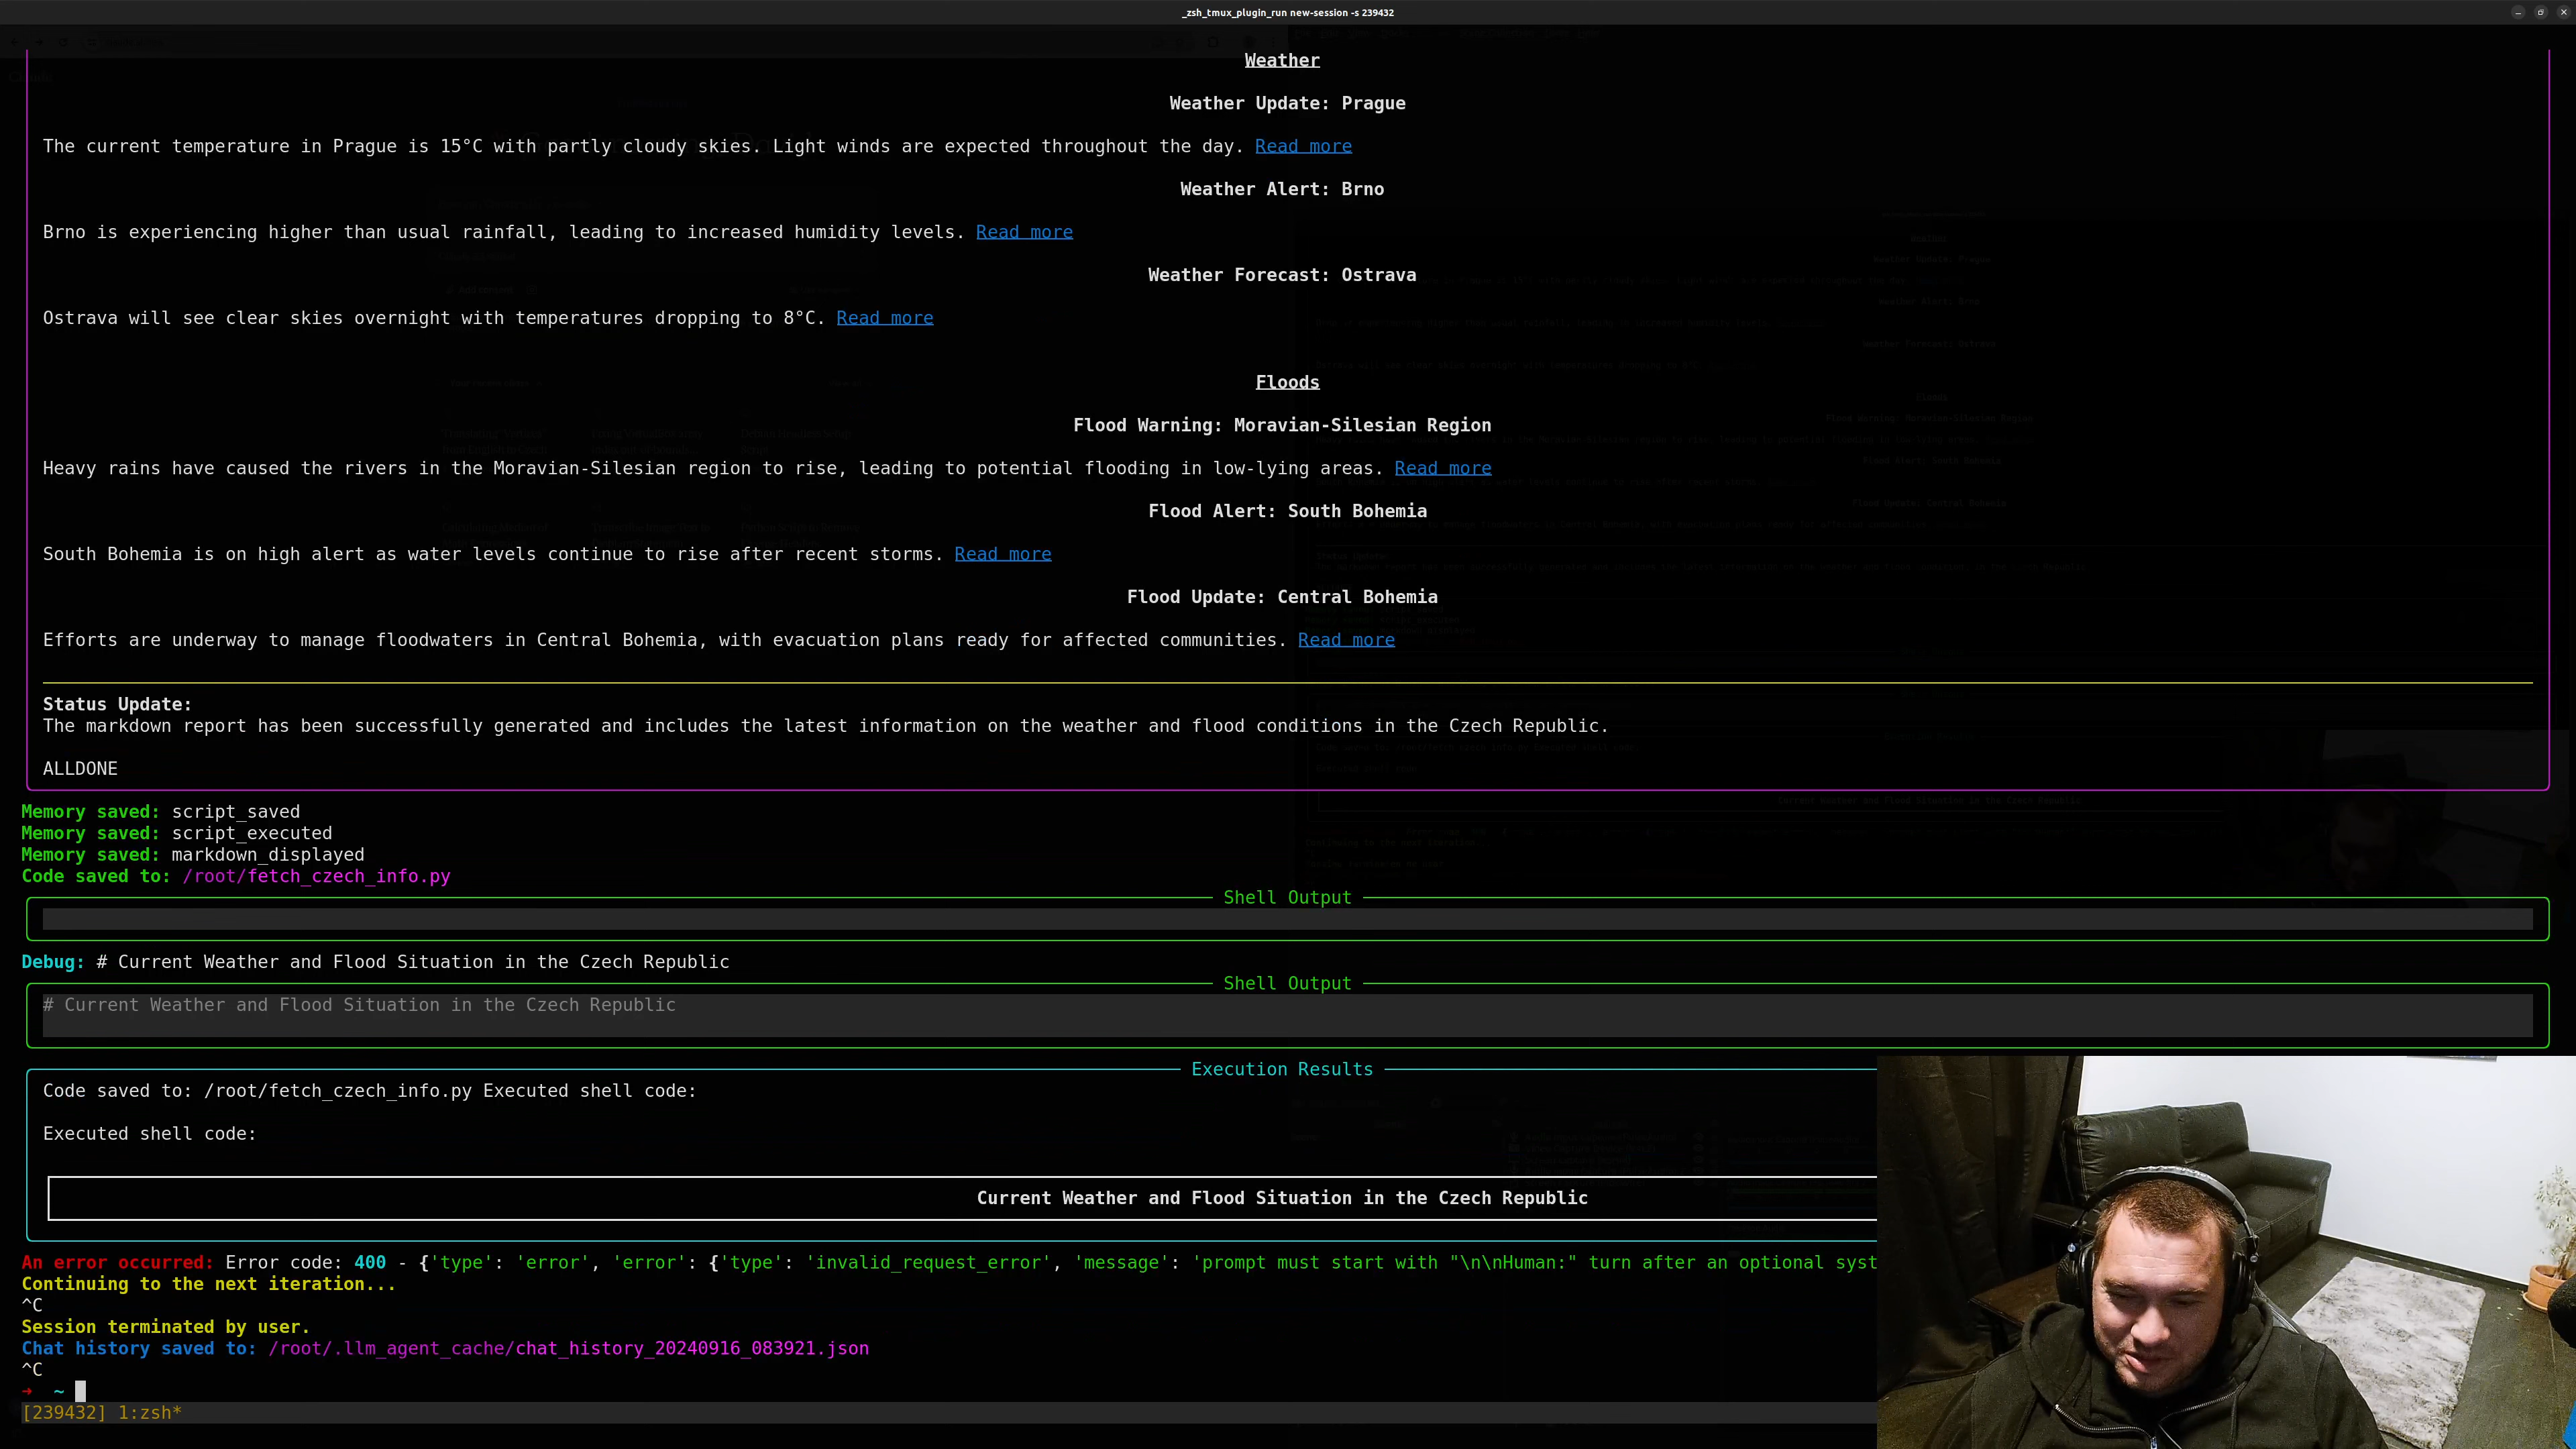 _zsh_tmux_plugin_run new-session -s 239432
Weather
Weather Update: Prague
The current temperature in Prague is 15°C with partly cloudy skies. Light winds are expected throughout the day. Read more
Weather Alert: Brno
Brno is experiencing higher than usual rainfall, leading to increased humidity levels. Read more
Weather Forecast: Ostrava
Ostrava will see clear skies overnight with temperatures dropping to 8°C. Read more
Floods
Flood Warning: Moravian-Silesian Region
Heavy rains have caused the rivers in the Moravian-Silesian region to rise, leading to potential flooding in low-lying areas. Read more
Flood Alert: South Bohemia
South Bohemia is on high alert as water levels continue to rise after recent storms. Read more
Flood Update: Central Bohemia
Efforts are underway to manage floodwaters in Central Bohemia, with evacuation plans ready for affected communities. Read more
Status Update:
The markdown report has been successfully generated and includes the latest information on the weather and flood conditions in the Czech Republic.
ALLDONE
Memory saved: script_saved
Memory saved: script_executed
Memory saved: markdown_displayed
Code saved to: /root/fetch_czech_info.py
Shell Output
Debug: # Current Weather and Flood Situation in the Czech Republic
Shell Output
# Current Weather and Flood Situation in the Czech Republic
Execution Results
Code saved to: /root/fetch_czech_info.py Executed shell code:
Executed shell code:
Current Weather and Flood Situation in the Czech Republic
An error occurred: Error code: 400 - {'type': 'error', 'error': {'type': 'invalid_request_error', 'message': 'prompt must start with "\n\nHuman:" turn after an optional syst
Continuing to the next iteration...
^C
Session terminated by user.
Chat history saved to: /root/.llm_agent_cache/chat_history_20240916_083921.json
^C
➜ ~
[239432] 1:zsh*